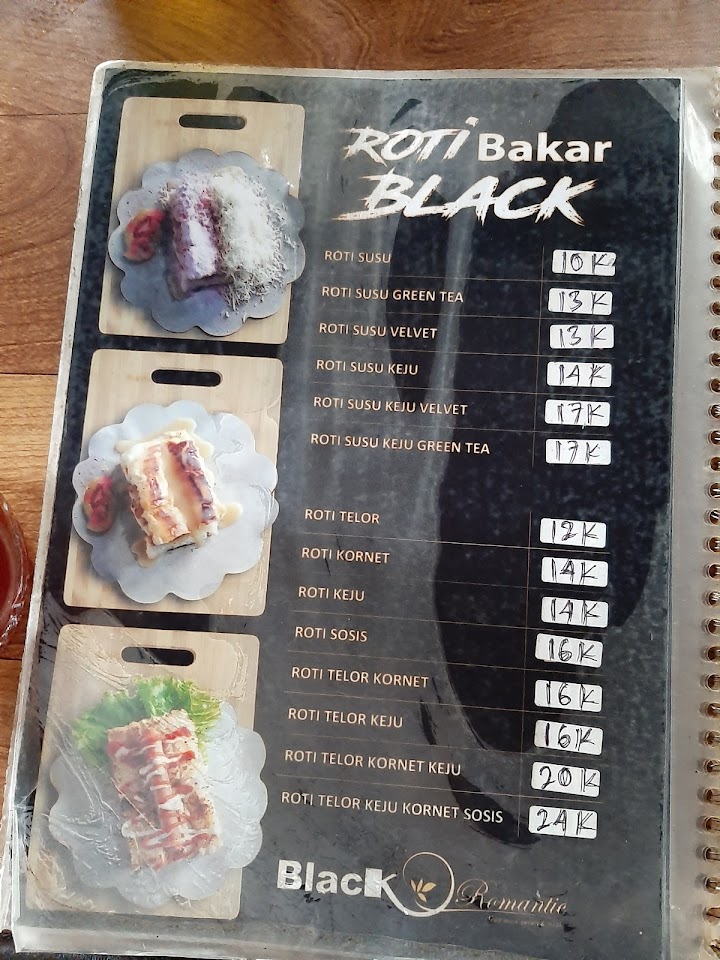 ROTI Bakar
BLACK
ROTI SUSU 10K
ROTI SUSU GREEN TEA 13K
ROTI SUSU VELVET 13K
ROTI SUSU KEJU 14K
ROTI SUSU KEJU VELVET 17K
ROTI SUSU KEJU GREEN TEA 17K
ROTI TELOR 12K
ROTI KORNET 14K
ROTI KEJU 14K
ROTI SOSIS 16K
ROTI TELOR KORNET 16K
ROTI TELOR KEJU 16K
ROTI TELOR KORNET KEJU 20K
ROTI TELOR KEJU KORNET SOSIS 24K
Black Romantic